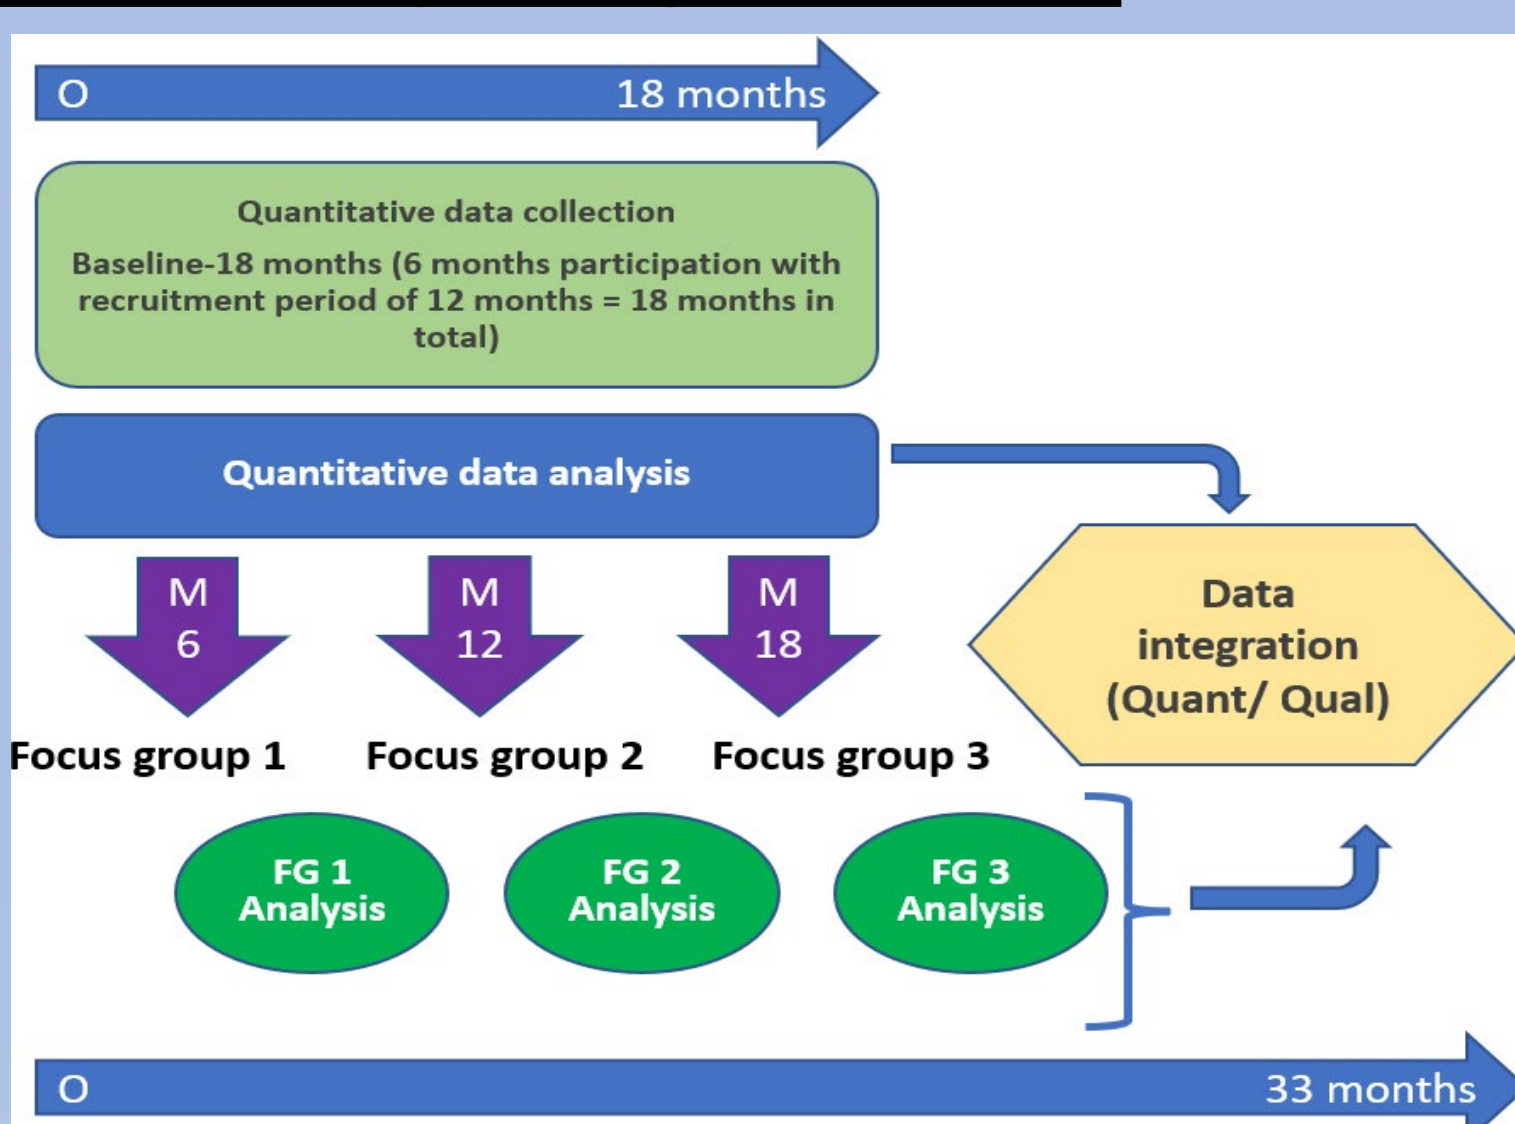 O 18 months
Quantitative data collection
Baseline-18 months (6 months participation with
recruitment period of 12 months = 18 months in
total)
Quantitative data analysis
M
6
M
12
M
18
Data
integration
(Quant/ Qual)
Focus group 1
Focus group 2
Focus group 3
FG 1
Analysis
FG 2
Analysis
FG 3
Analysis
O 33 months